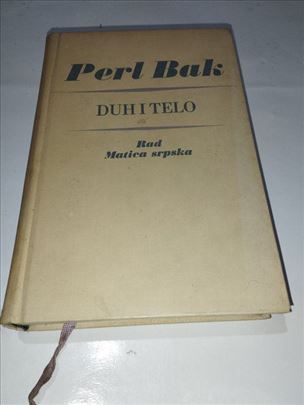 Perl Bak
DUH I TELO
Rad
Matica srpska